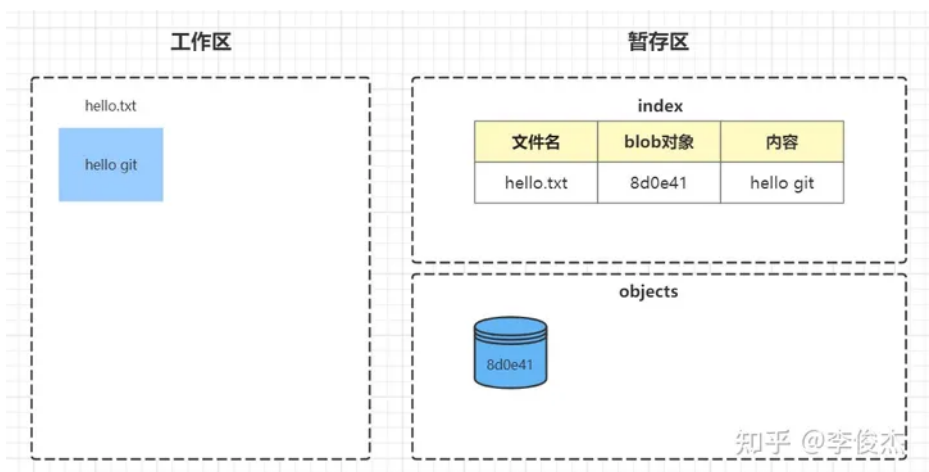 工作区
暂存区
hello.txt
hello git
index
文件名 blob对象 内容
hello.txt 8d0e41 hello git
objects
8d0e41
知乎 @李俊杰